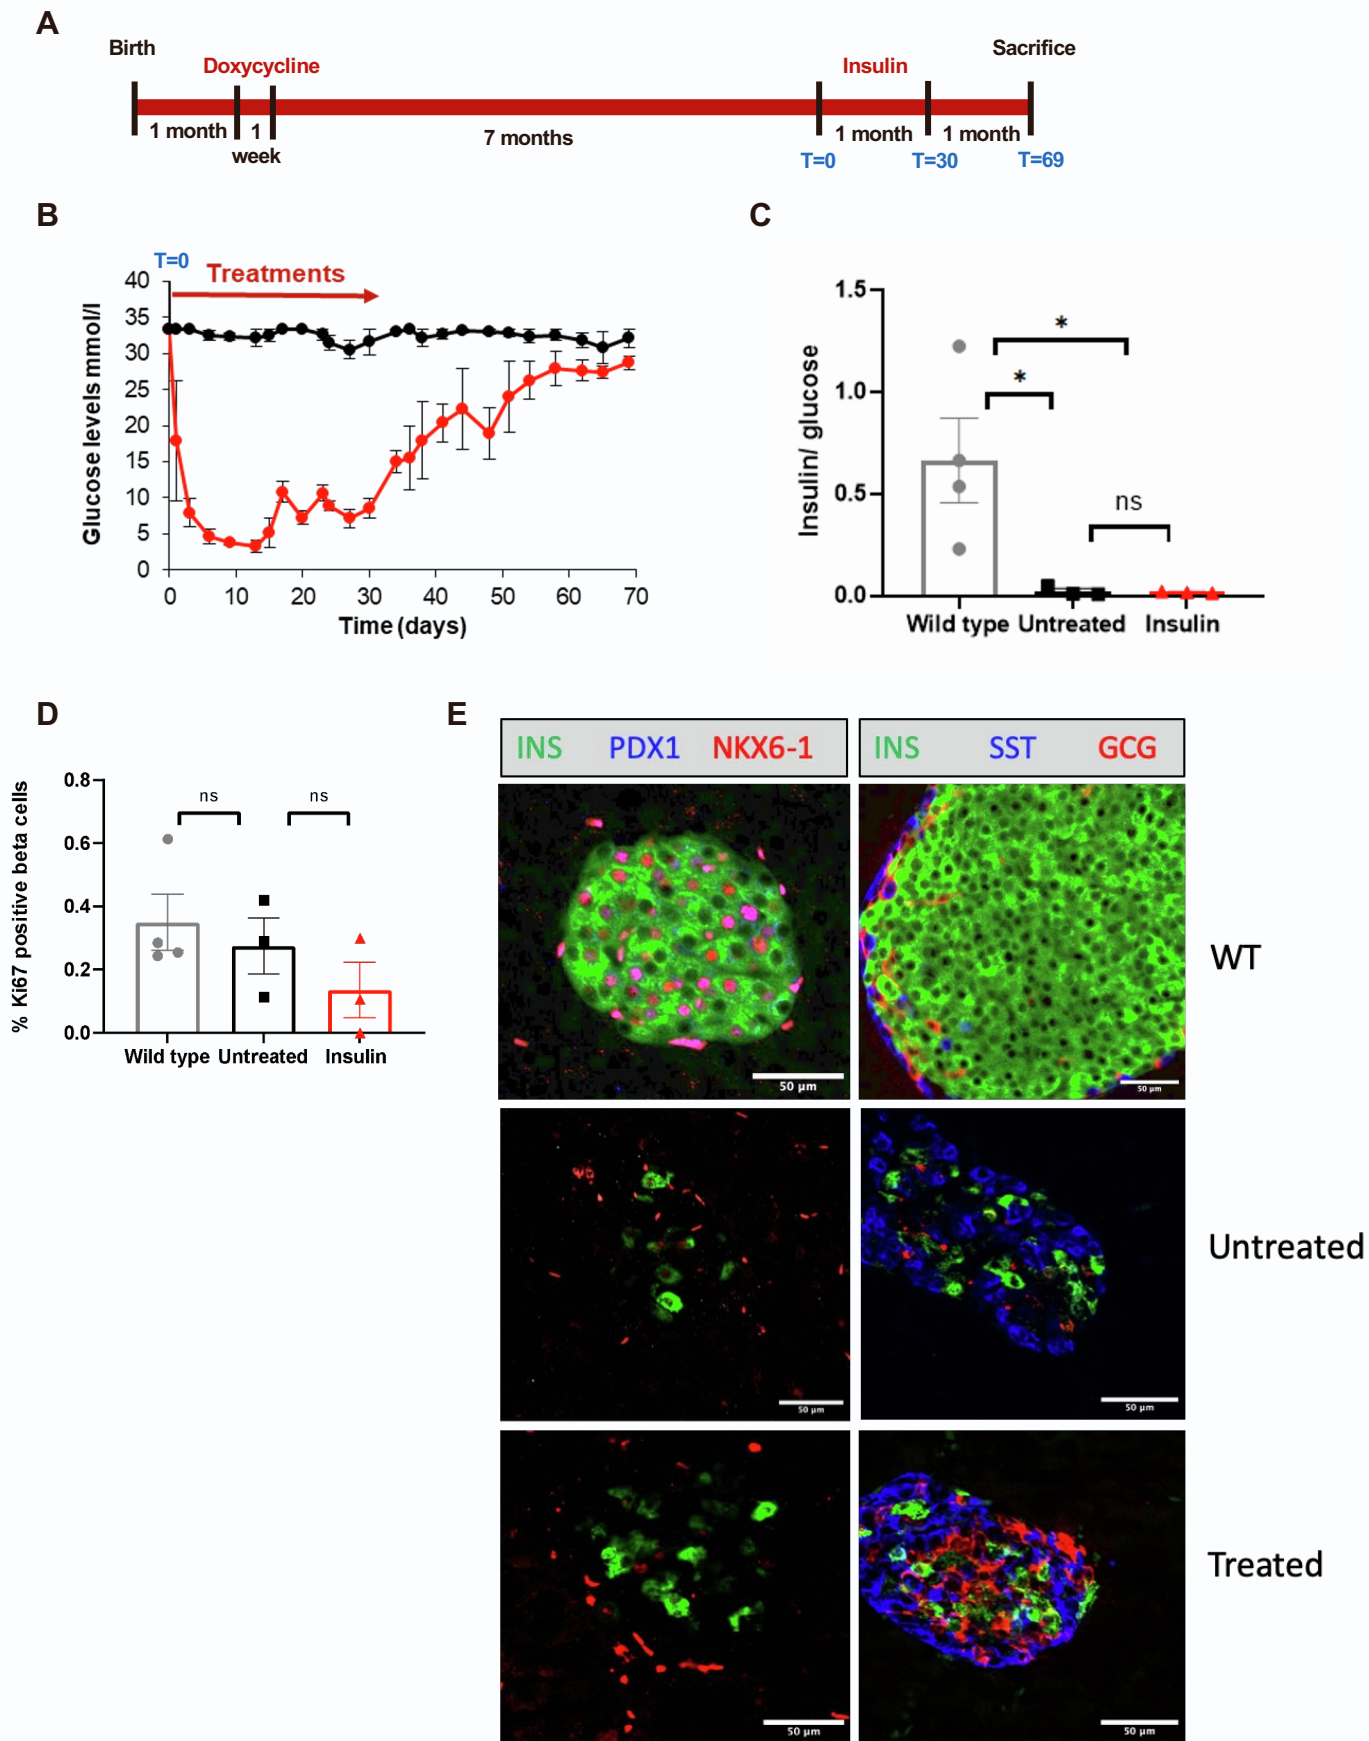 A
Birth
Sacrifice
Doxycycline
Insulin
1 month
1
week
7 months
1 month
1 month
T=0
T=30
T=69
B
T=0
Treatments
Glucose levels mmol/l
40
35
30
25
20
15
10
5
0
0 10 20 30 40 50 60 70
Time (days)
C
Insulin/ glucose
1.5
1.0
0.5
0.0
*
*
ns
Wild type Untreated Insulin
D
% Ki67 positive beta cells
0.8
0.6
0.4
0.2
0.0
ns
ns
Wild type Untreated Insulin
E
INS PDX1 NKX6-1
INS SST GCG
50 µm
50 µm
WT
50 µm
50 µm
Untreated
50 µm
50 µm
Treated